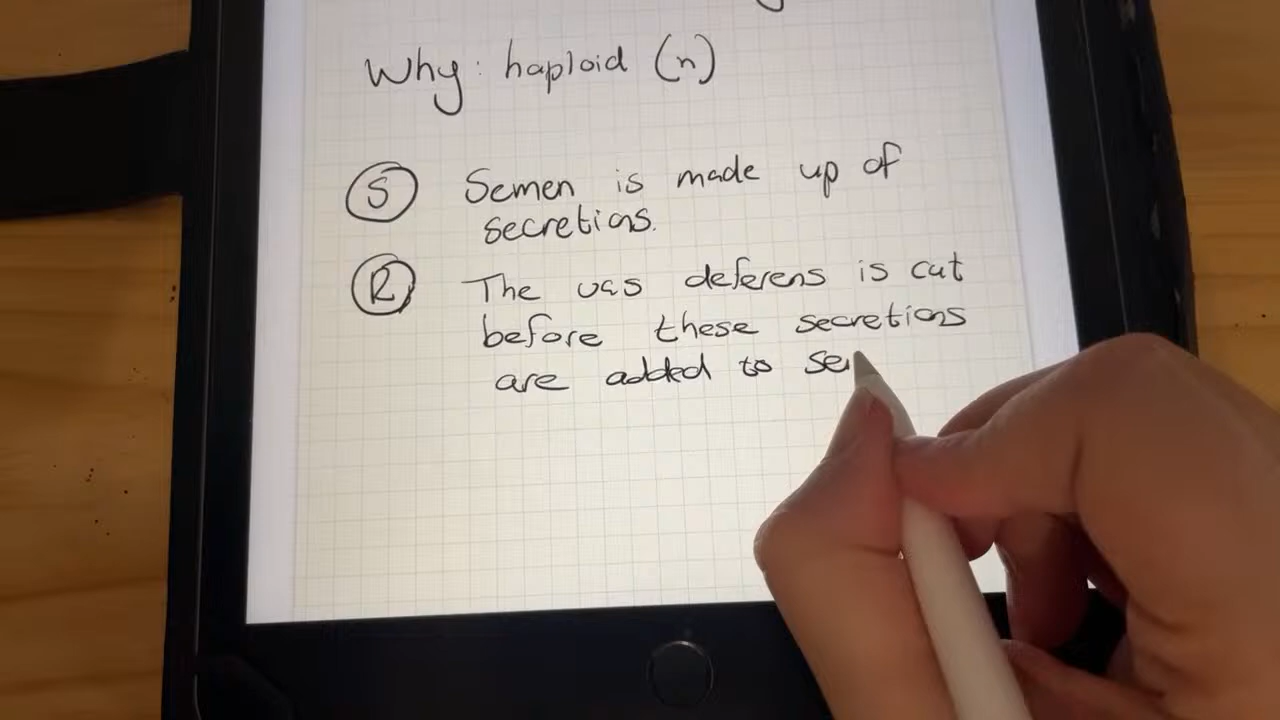 Why: haploid (n)
S Semen is made up of
secretions.
R The vas deferens is cut
before these secretions
are added to se